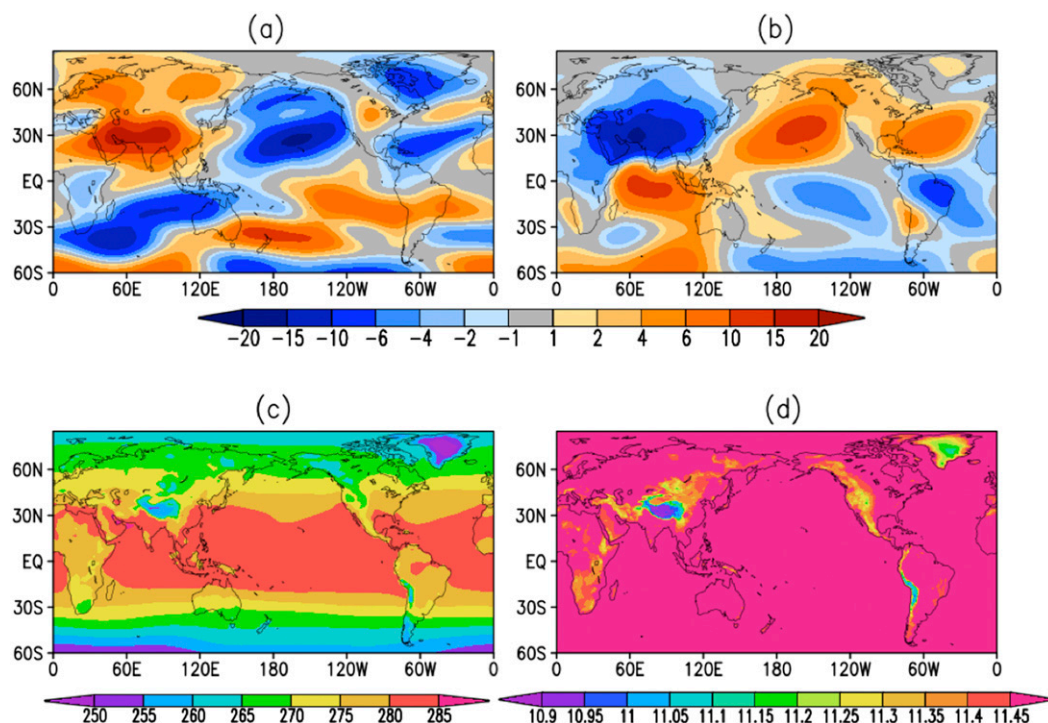 (a) (b)
60N 60N
30N 30N
EQ EQ
30S 30S
60S 60S
0 60E 120E 180 120W 60W 0 0 60E 120E 180 120W 60W 0
-20 -15 -10 -6 -4 -2 -1 1 2 4 6 10 15 20
(c) (d)
60N 60N
30N 30N
EQ EQ
30S 30S
60S 60S
0 60E 120E 180 120W 60W 0 0 60E 120E 180 120W 60W 0
250 255 260 265 270 275 280 285 10.9 10.95 11 11.05 11.1 11.15 11.2 11.25 11.3 11.35 11.4 11.45